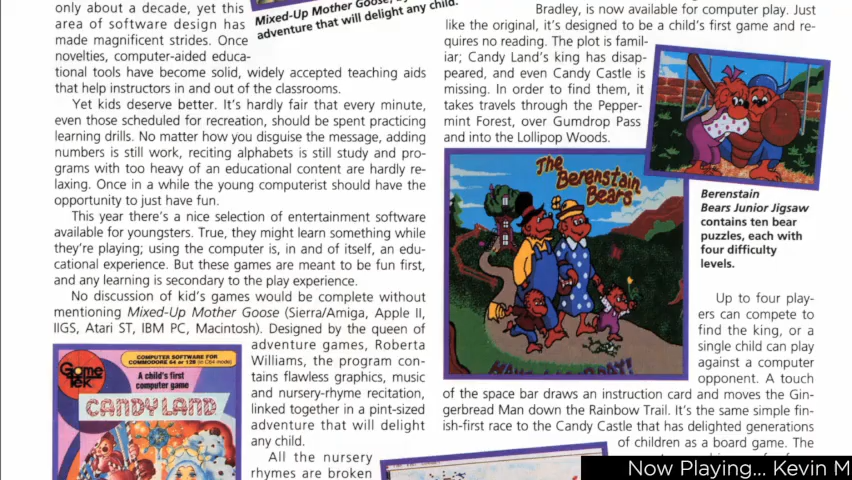 only about a decade, yet this
area of software design has
made magnificent strides. Once
novelties, computer-aided educa-
tional tools have become solid, widely accepted teaching aids
that help instructors in and out of the classrooms.
Yet kids deserve better. It's hardly fair that every minute,
even those scheduled for recreation, should be spent practicing
learning drills. No matter how you disguise the message, adding
numbers is still work, reciting alphabets is still study and pro-
grams with too heavy of an educational content are hardly re-
laxing. Once in a while the young computerist should have the
opportunity to just have fun.
This year there's a nice selection of entertainment software
available for youngsters. True, they might learn something while
they're playing; using the computer is, in and of itself, an edu-
cational experience. But these games are meant to be fun first,
and any learning is secondary to the play experience.
No discussion of kid's games would be complete without
mentioning Mixed-Up Mother Goose (Sierra/Amiga, Apple II,
IIGS, Atari ST, IBM PC, Macintosh). Designed by the queen of
adventure games, Roberta
Williams, the program con-
tains flawless graphics, music
and nursery-rhyme recitation,
linked together in a pint-sized
adventure that will delight
any child.
All the nursery
rhymes are broken
Mixed-Up Mother Goose,
adventure that will delight any child.
GameTek
COMPUTER SOFTWARE FOR
COMMODORE 64 or 128 (in C64 mode)
A child's first
computer game
CANDY LAND
Bradley, is now available for computer play. Just
like the original, it's designed to be a child's first game and re-
quires no reading. The plot is famil-
iar; Candy Land's king has disap-
peared, and even Candy Castle is
missing. In order to find them, it
takes travels through the Pepper-
mint Forest, over Gumdrop Pass
and into the Lollipop Woods.
The
Berenstain
Bears
Berenstain
Bears Junior Jigsaw
contains ten bear
puzzles, each with
four difficulty
levels.
Up to four play-
ers can compete to
find the king, or a
single child can play
against a computer
opponent. A touch
of the space bar draws an instruction card and moves the Gin-
gerbread Man down the Rainbow Trail. It's the same simple fin-
ish-first race to the Candy Castle that has delighted generations
of children as a board game. The
Now Playing... Kevin M